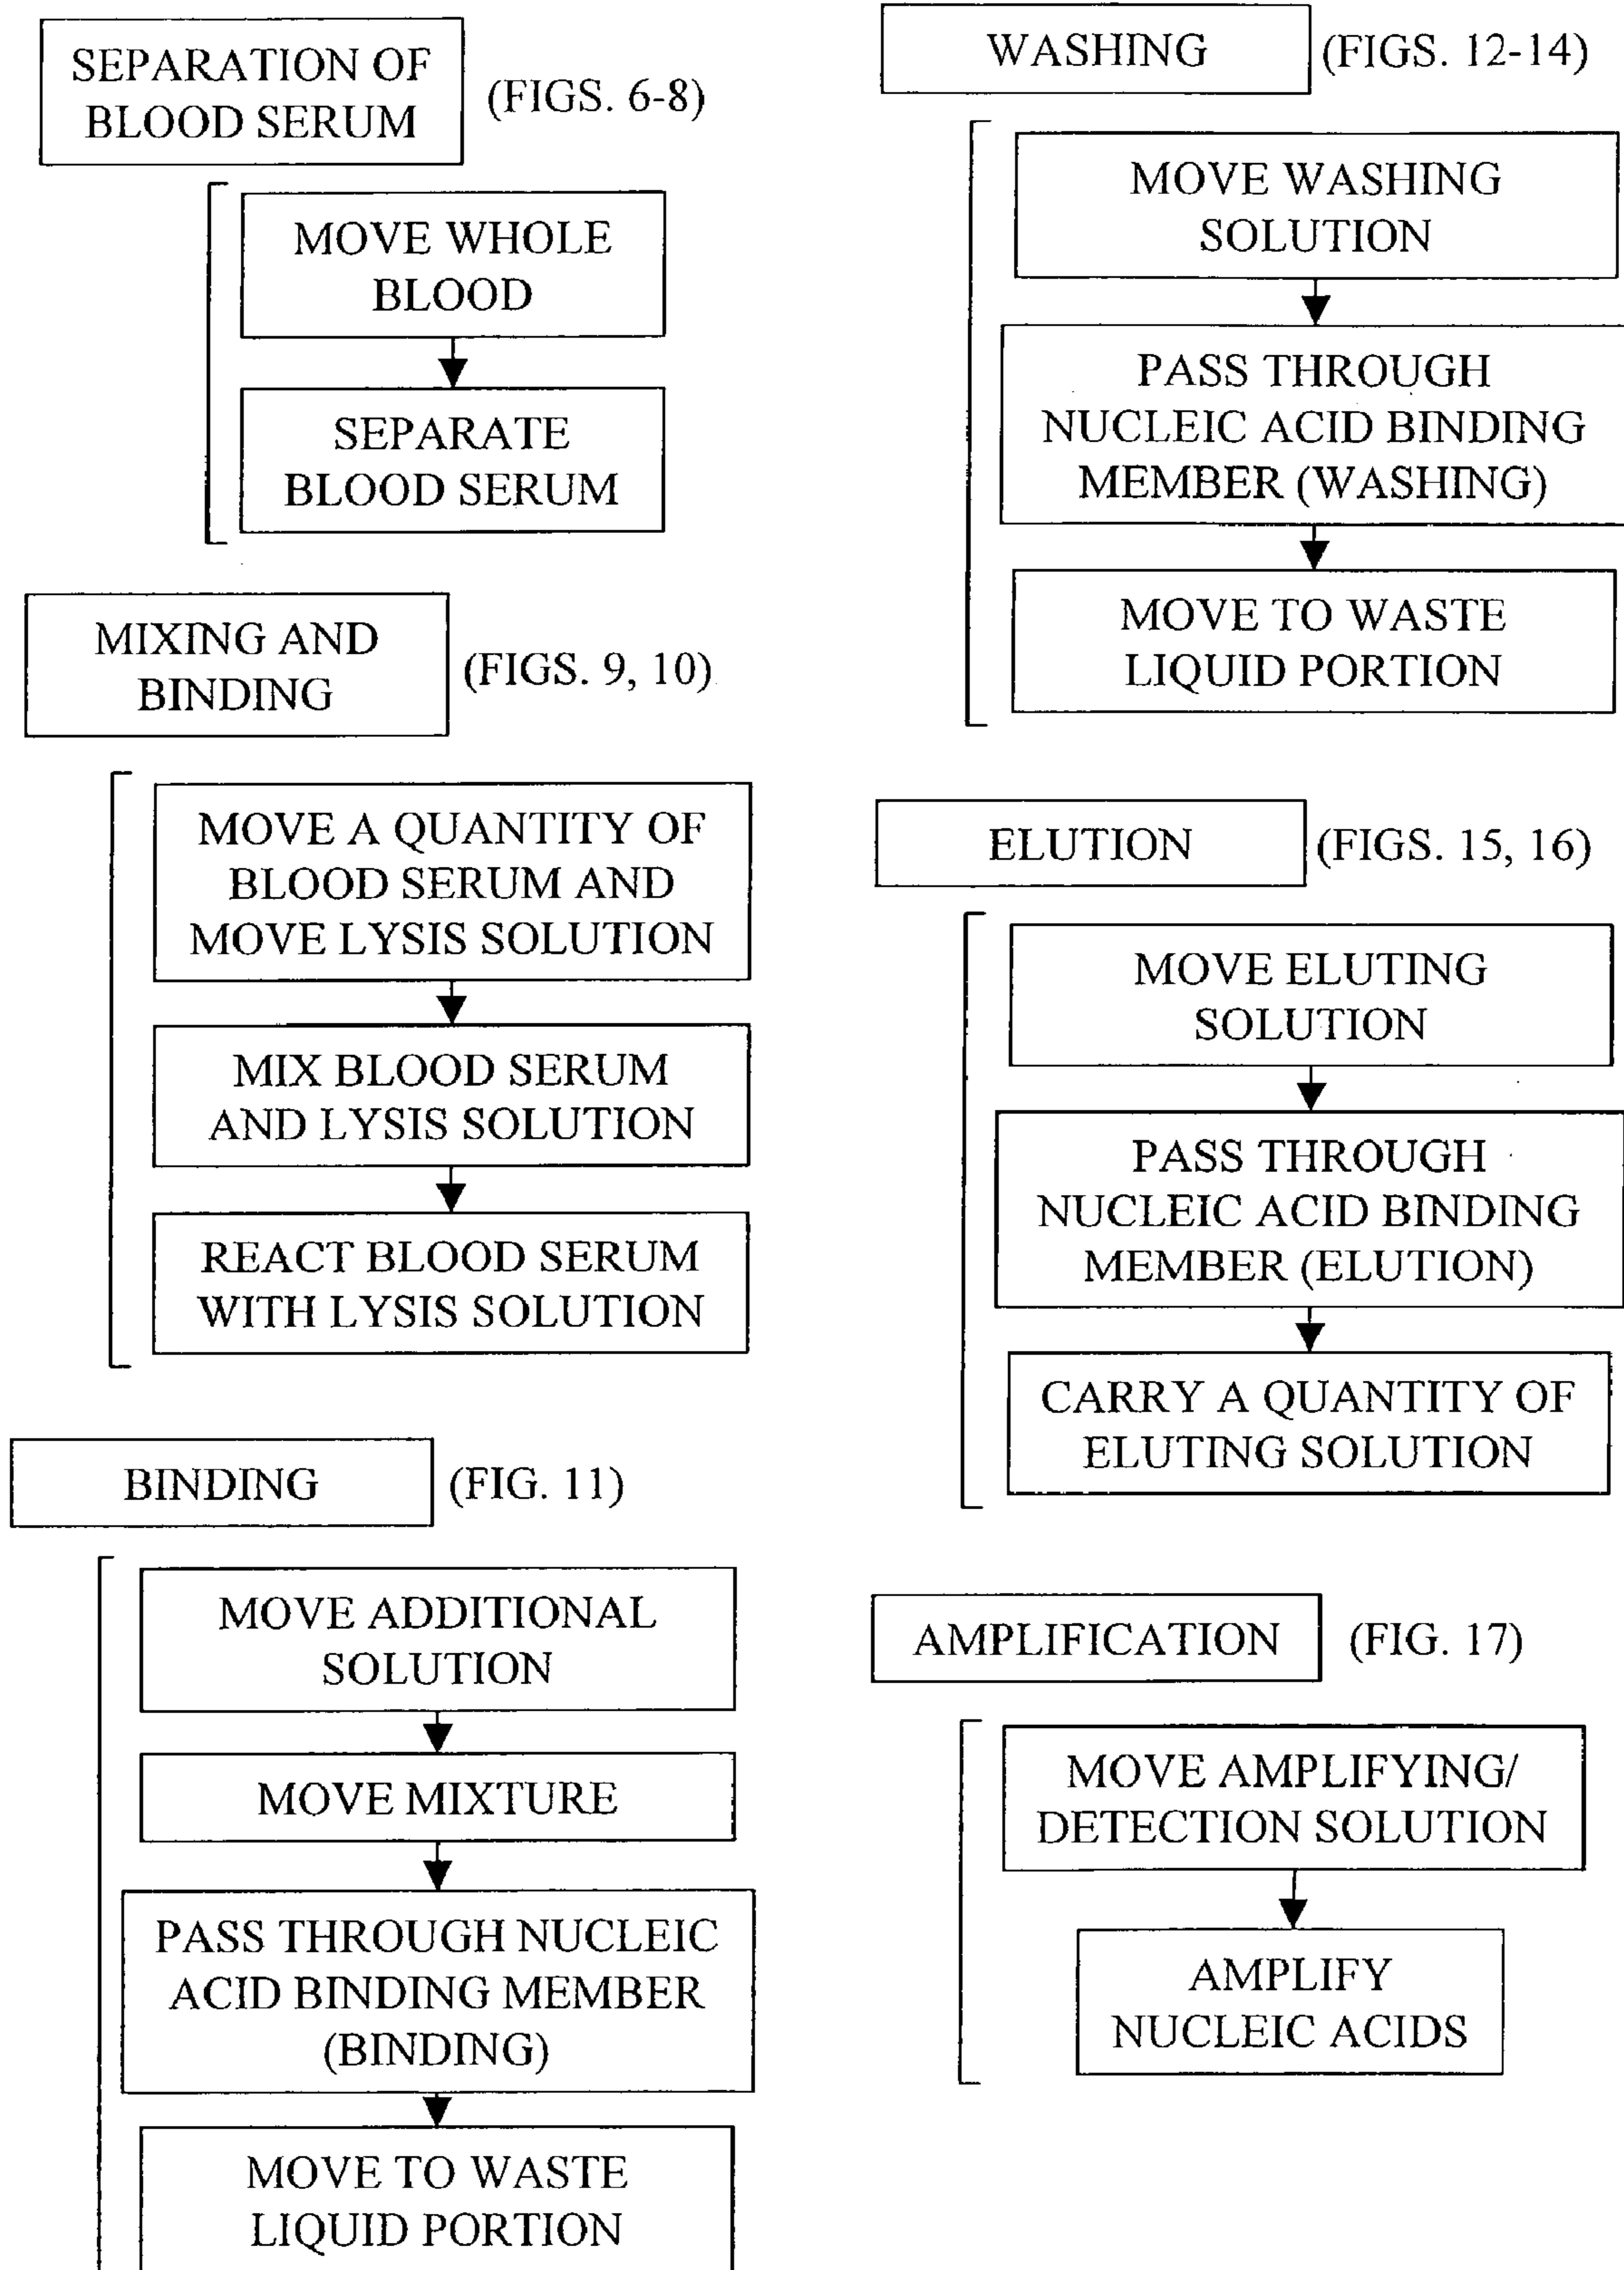 SEPARATION OF
BLOOD SERUM
(FIGS. 6-8)
MOVE WHOLE
BLOOD
SEPARATE
BLOOD SERUM
MIXING AND
BINDING
(FIGS. 9, 10)
MOVE A QUANTITY OF
BLOOD SERUM AND
MOVE LYSIS SOLUTION
MIX BLOOD SERUM
AND LYSIS SOLUTION
REACT BLOOD SERUM
WITH LYSIS SOLUTION
BINDING
(FIG. 11)
MOVE ADDITIONAL
SOLUTION
MOVE MIXTURE
PASS THROUGH NUCLEIC
ACID BINDING MEMBER
(BINDING)
MOVE TO WASTE
LIQUID PORTION
WASHING
(FIGS. 12-14)
MOVE WASHING
SOLUTION
PASS THROUGH
NUCLEIC ACID BINDING
MEMBER (WASHING)
MOVE TO WASTE
LIQUID PORTION
ELUTION
(FIGS. 15, 16)
MOVE ELUTING
SOLUTION
PASS THROUGH
NUCLEIC ACID BINDING
MEMBER (ELUTION)
CARRY A QUANTITY OF
ELUTING SOLUTION
AMPLIFICATION
(FIG. 17)
MOVE AMPLIFYING/
DETECTION SOLUTION
AMPLIFY
NUCLEIC ACIDS